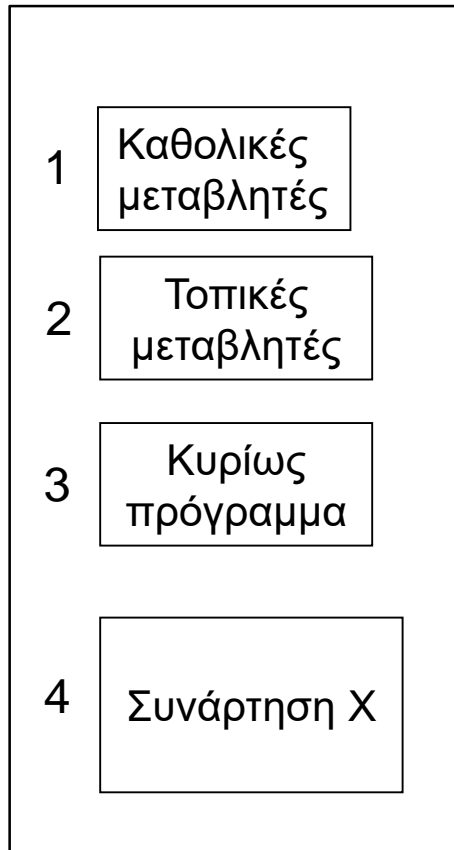 1
Καθολικές
μεταβλητές
2
Τοπικές
μεταβλητές
3
Κυρίως
πρόγραμμα
4
Συνάρτηση Χ